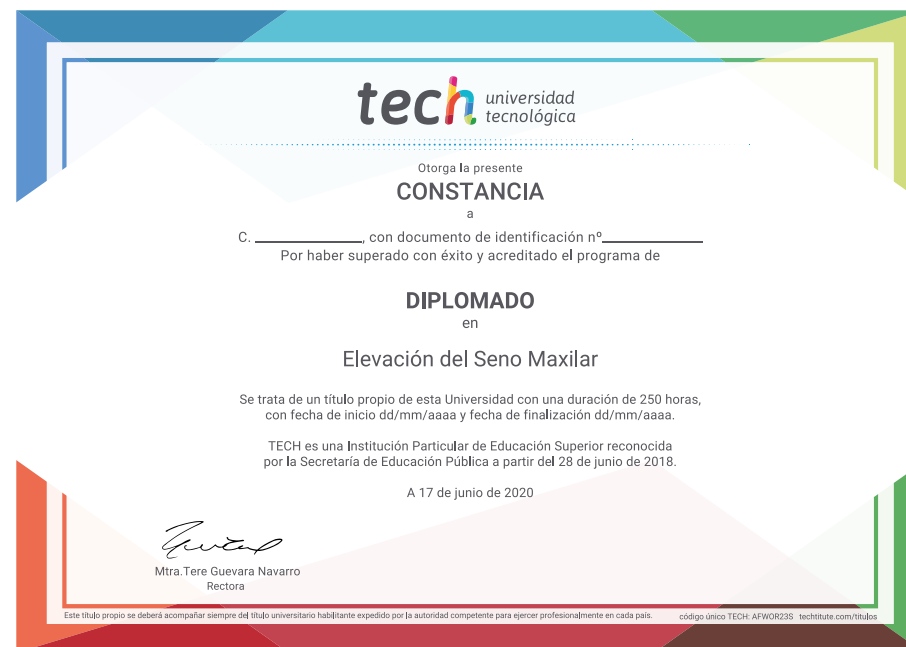 tech universidad
tecnológica
Otorga la presente
CONSTANCIA
a
C. ______________, con documento de identificación nº_____________
Por haber superado con éxito y acreditado el programa de
DIPLOMADO
en
Elevación del Seno Maxilar
Se trata de un título propio de esta Universidad con una duración de 250 horas,
con fecha de inicio dd/mm/aaaa y fecha de finalización dd/mm/aaaa.
TECH es una Institución Particular de Educación Superior reconocida
por la Secretaría de Educación Pública a partir del 28 de junio de 2018.
A 17 de junio de 2020
Mtra.Tere Guevara Navarro
Rectora
Este título propio se deberá acompañar siempre del título universitario habilitante expedido por la autoridad competente para ejercer profesionalmente en cada país.
código único TECH: AFWOR23S techtitute.com/titulos